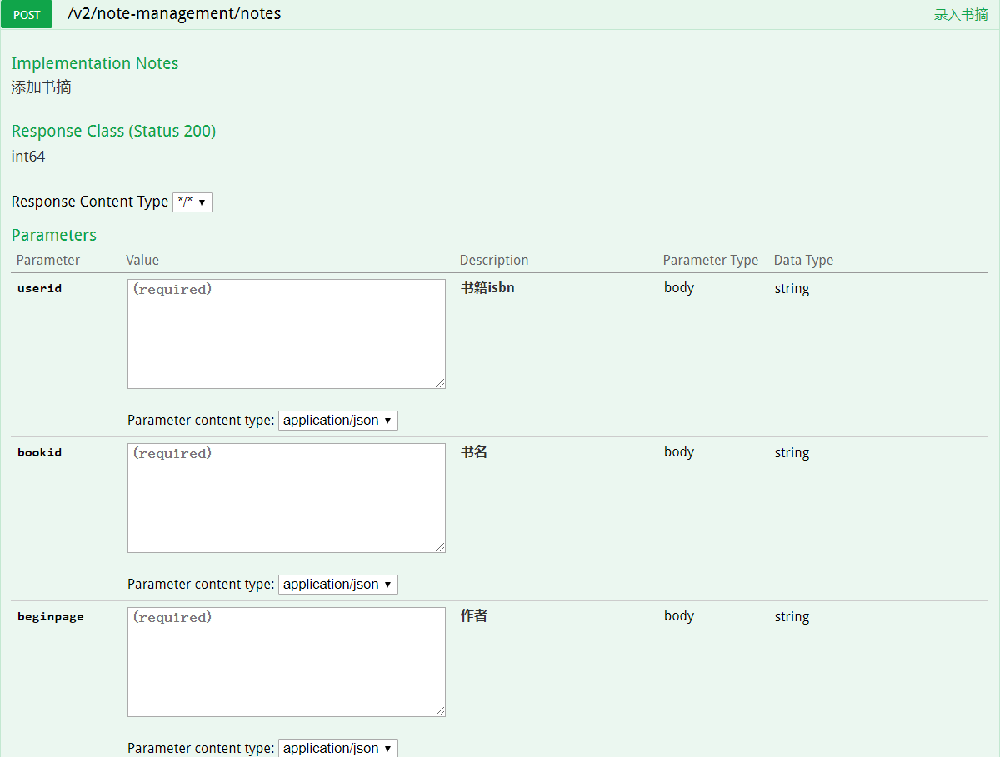 POST /v2/note-management/notes 录入书摘
Implementation Notes
添加书摘
Response Class (Status 200)
int64
Response Content Type */*
Parameters
Parameter Value Description Parameter Type Data Type
userid (required) 书籍isbn body string
Parameter content type: application/json
bookid (required) 书名 body string
Parameter content type: application/json
beginpage (required) 作者 body string
Parameter content type: application/json